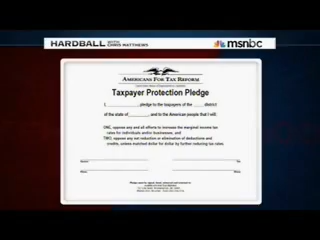 HARDBALL WITH CHRIS MATTHEWS
msnbc
AMERICANS FOR TAX REFORM
Taxpayer Protection Pledge
I, pledge to the taxpayers of the district
of the state of , and to the American people that I will:
ONE, oppose any and all efforts to increase the marginal income tax
rates for individuals and/or businesses; and
TWO, oppose any net reduction or elimination of deductions and
credits, unless matched dollar for dollar by further reducing tax rates.